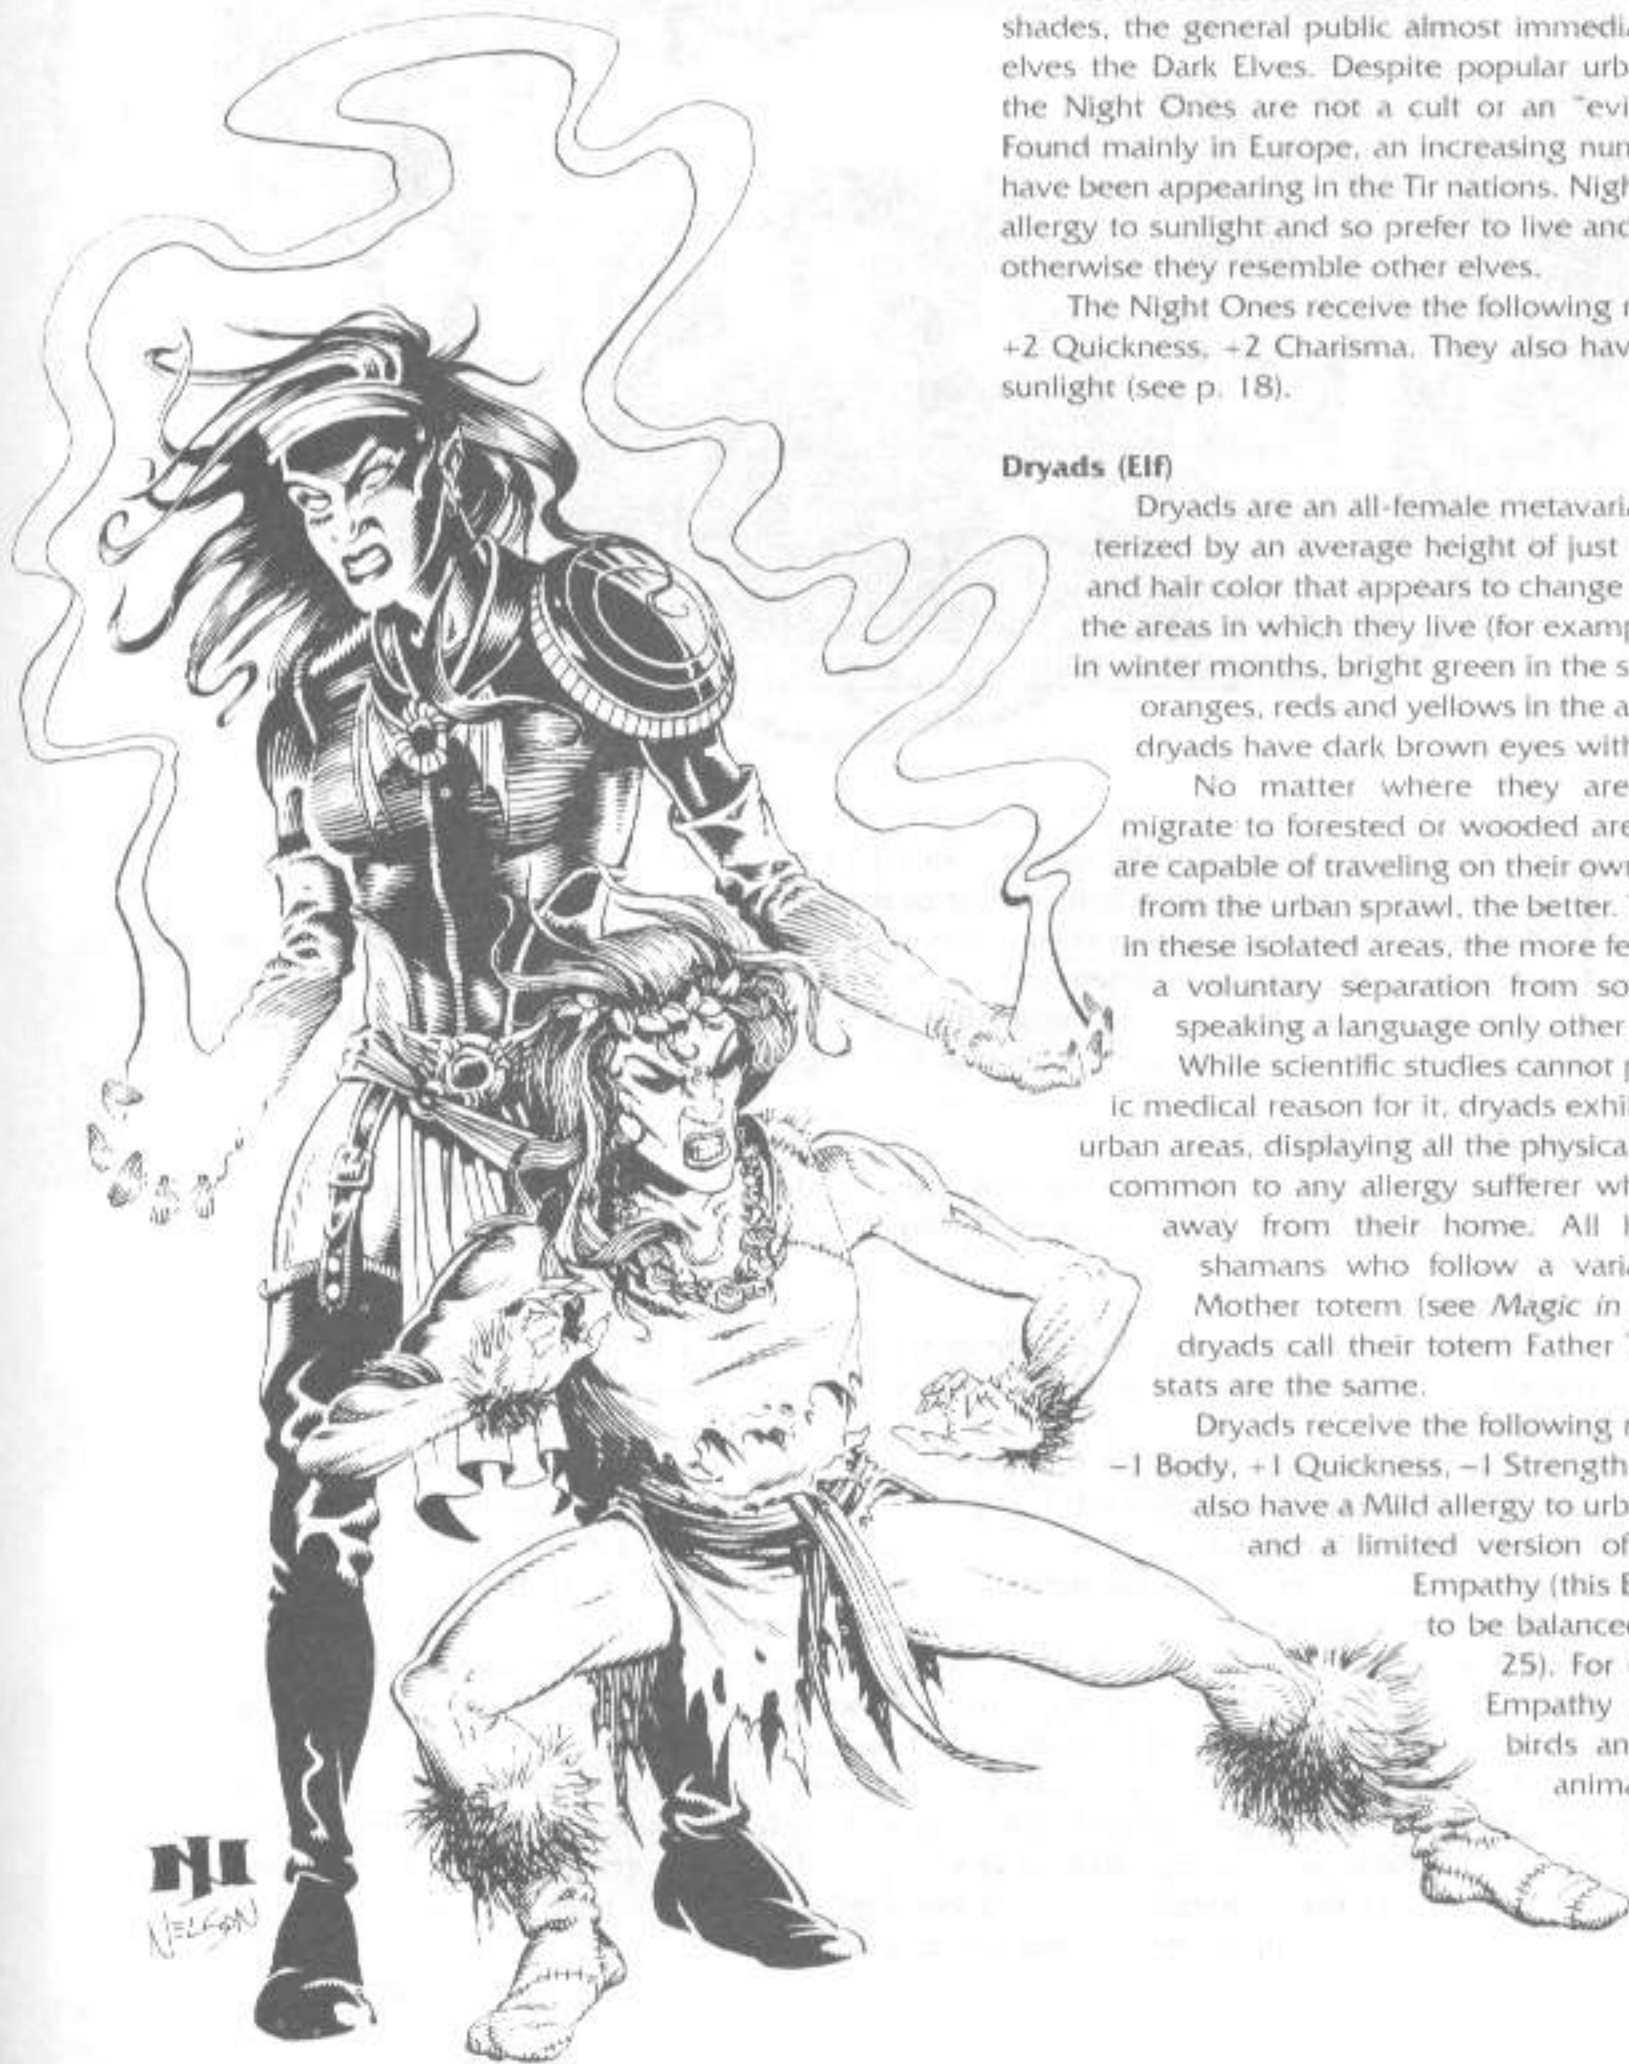 shades, the general public almost immedia
elves the Dark Elves. Despite popular urb
the Night Ones are not a cult or an "evi
Found mainly in Europe, an increasing num
have been appearing in the Tir nations. Nigh
allergy to sunlight and so prefer to live and
otherwise they resemble other elves.
The Night Ones receive the following m
+2 Quickness, +2 Charisma. They also hav
sunlight (see p. 18).
Dryads (Elf)
Dryads are an all-female metavaria
terized by an average height of just
and hair color that appears to change
the areas in which they live (for examp
in winter months, bright green in the s
oranges, reds and yellows in the a
dryads have dark brown eyes with
No matter where they are
migrate to forested or wooded are
are capable of traveling on their own
from the urban sprawl, the better.
in these isolated areas, the more fe
a voluntary separation from so
speaking a language only other
While scientific studies cannot p
ic medical reason for it, dryads exhi
urban areas, displaying all the physica
common to any allergy sufferer wh
away from their home. All
shamans who follow a varia
Mother totem (see Magic in
dryads call their totem Father
stats are the same.
Dryads receive the following m
–1 Body, +1 Quickness, –1 Strength
also have a Mild allergy to urb
and a limited version of
Empathy (this E
to be balanced
25). For
Empathy
birds an
anima
NELSON